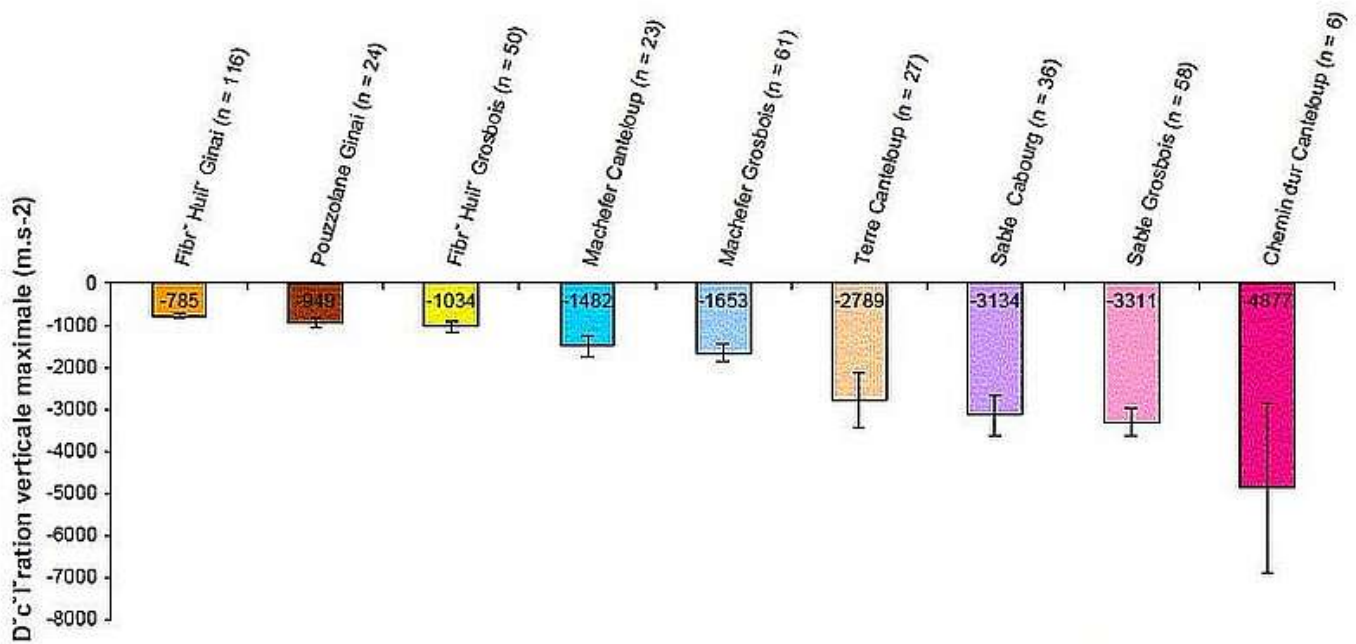 Fibr˜ Huil˜ Ginai (n = 116)
Pouzzolane Ginai (n = 24)
Fibr˜ Huil˜ Grosbois (n = 50)
Machefer Canteloup (n = 23)
Machefer Grosbois (n = 61)
Terre Canteloup (n = 27)
Sable Cabourg (n = 36)
Sable Grosbois (n = 58)
Chemin dur Canteloup (n = 6)
D˜c˜l˜ration verticale maximale (m.s-2)
0
-1000
-2000
-3000
-4000
-5000
-6000
-7000
-8000
-785
-949
-1034
-1482
-1653
-2789
-3134
-3311
-4877